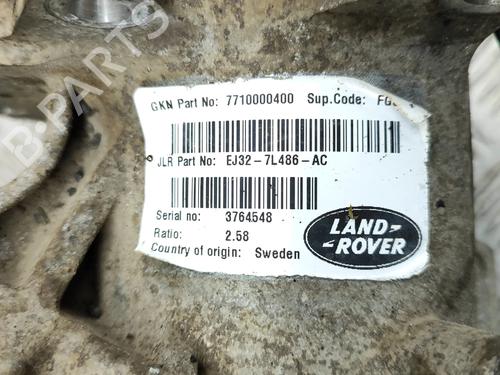 GKN Part No: 7710000400 Sup.Code:
JLR Part No: EJ32-7L486-AC
Serial no: 3764548
Ratio: 2.58
Country of origin: Sweden
LAND-
-ROVER
B-PARTS